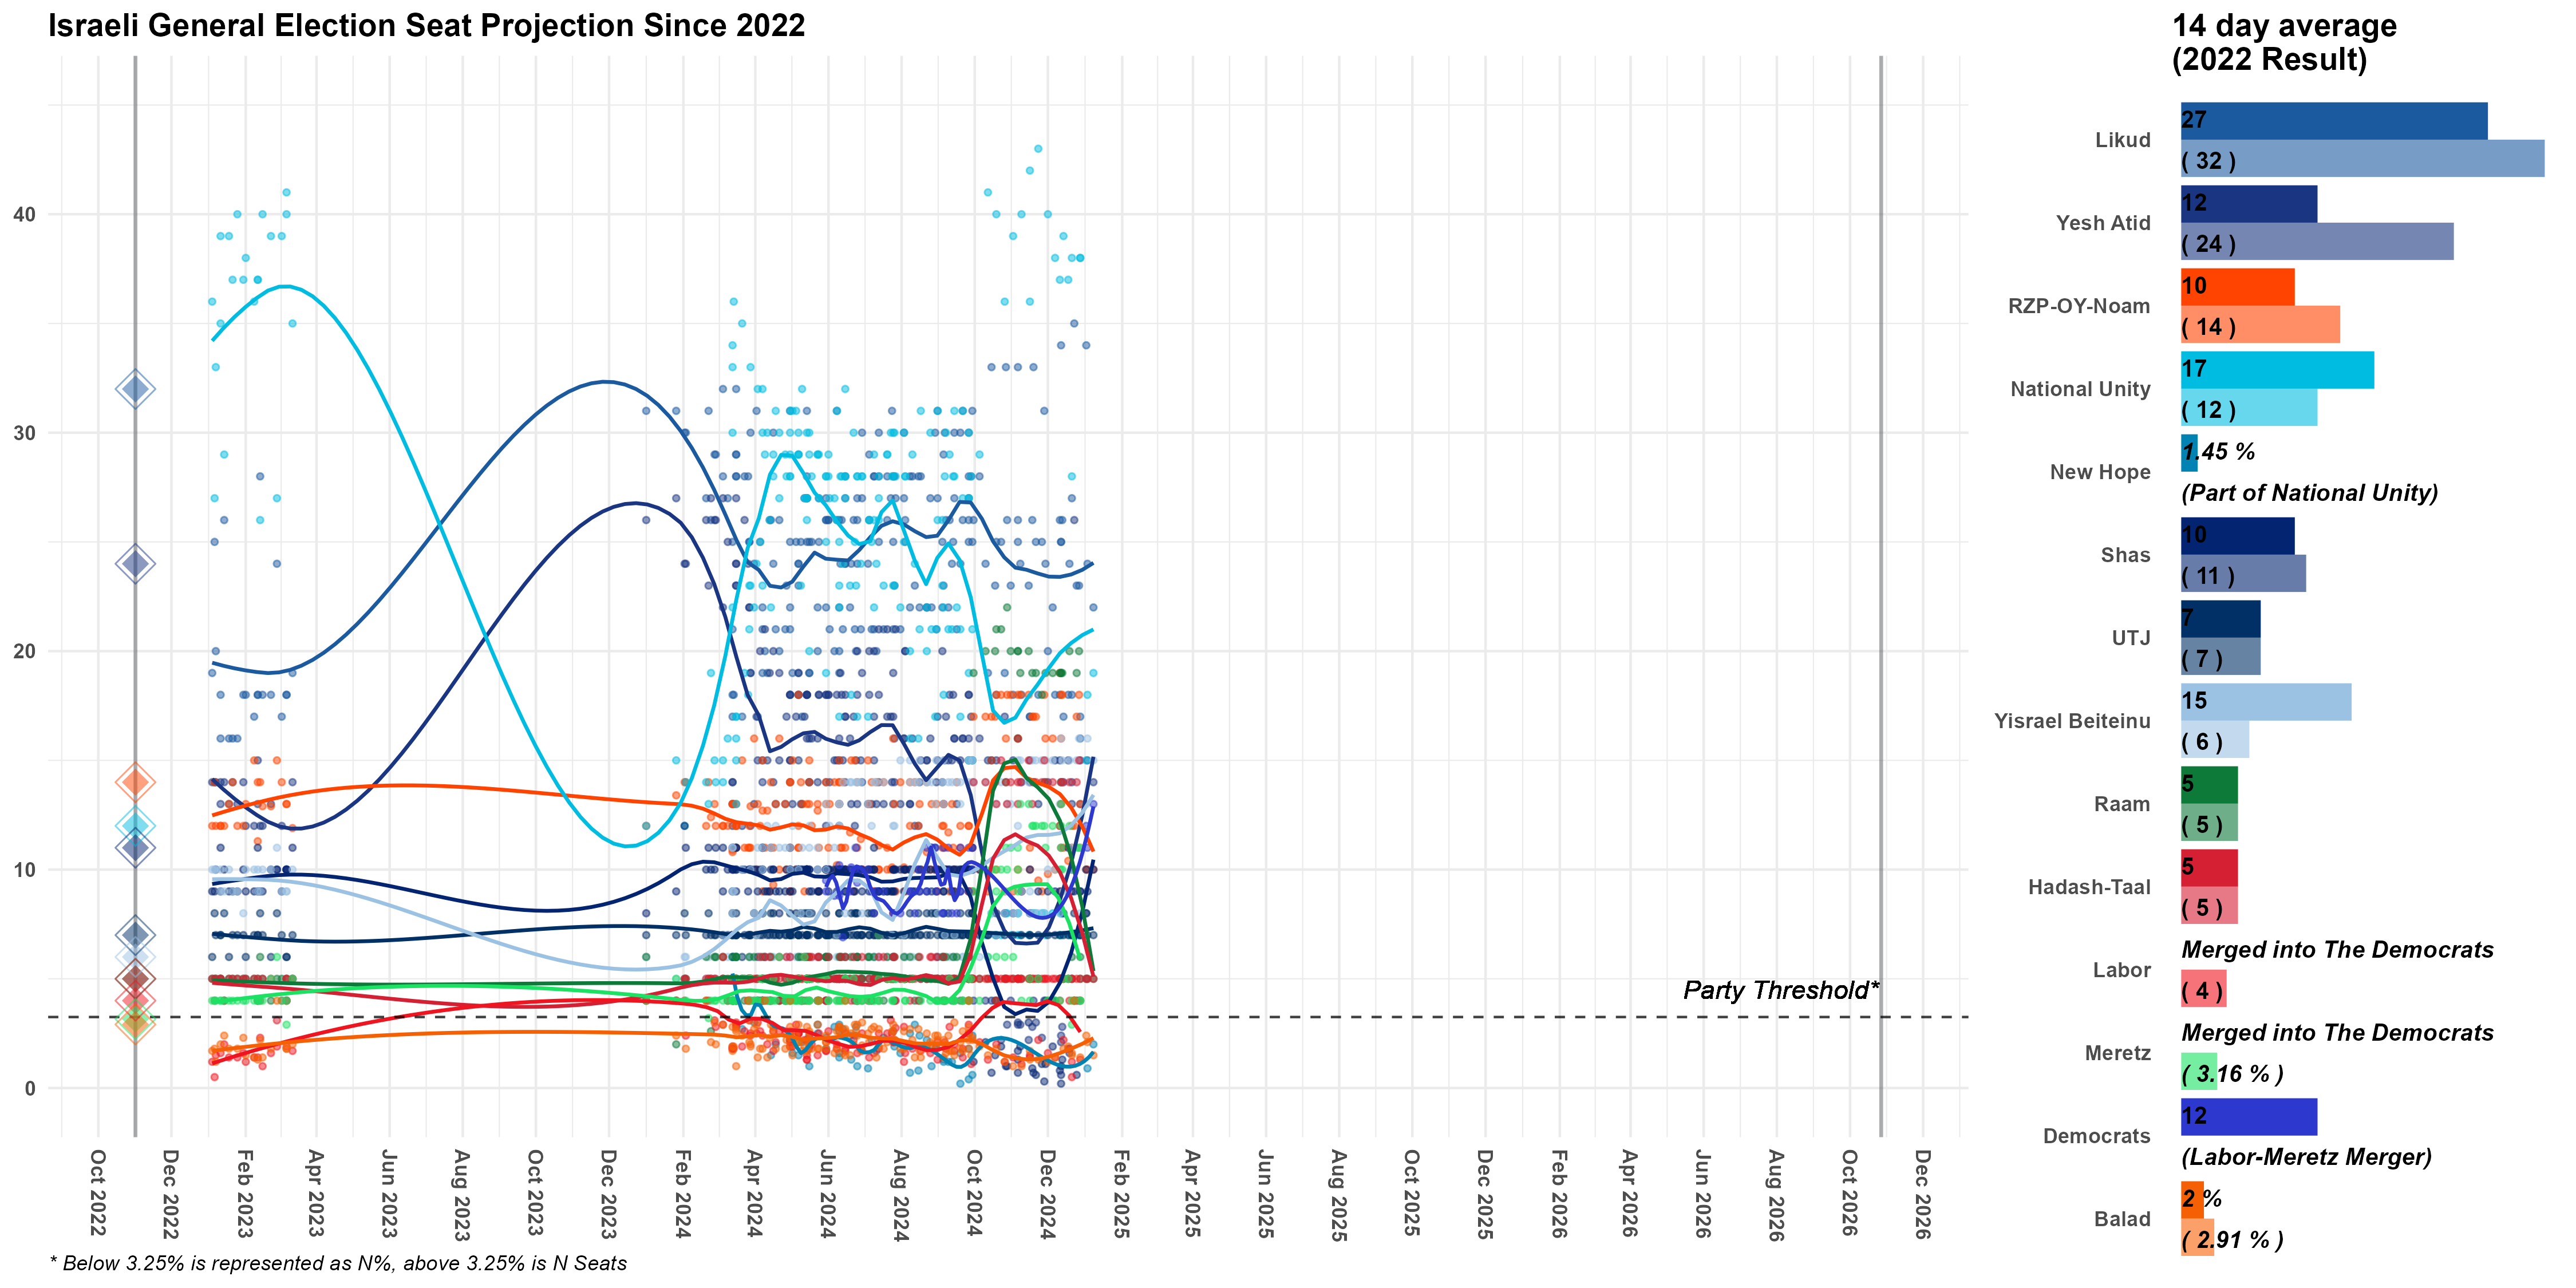 Israeli General Election Seat Projection Since 2022
14 day average
(2022 Result)
40
30
20
10
0
Party Threshold*
Oct 2022
Dec 2022
Feb 2023
Apr 2023
Jun 2023
Aug 2023
Oct 2023
Dec 2023
Feb 2024
Apr 2024
Jun 2024
Aug 2024
Oct 2024
Dec 2024
Feb 2025
Apr 2025
Jun 2025
Aug 2025
Oct 2025
Dec 2025
Feb 2026
Apr 2026
Jun 2026
Aug 2026
Oct 2026
Dec 2026
* Below 3.25% is represented as N%, above 3.25% is N Seats
Likud
27
( 32 )
Yesh Atid
12
( 24 )
RZP-OY-Noam
10
( 14 )
National Unity
17
( 12 )
New Hope
1.45 %
(Part of National Unity)
Shas
10
( 11 )
UTJ
7
( 7 )
Yisrael Beiteinu
15
( 6 )
Raam
5
( 5 )
Hadash-Taal
5
( 5 )
Labor
Merged into The Democrats
( 4 )
Meretz
Merged into The Democrats
( 3.16 % )
Democrats
12
(Labor-Meretz Merger)
Balad
2 %
( 2.91 % )